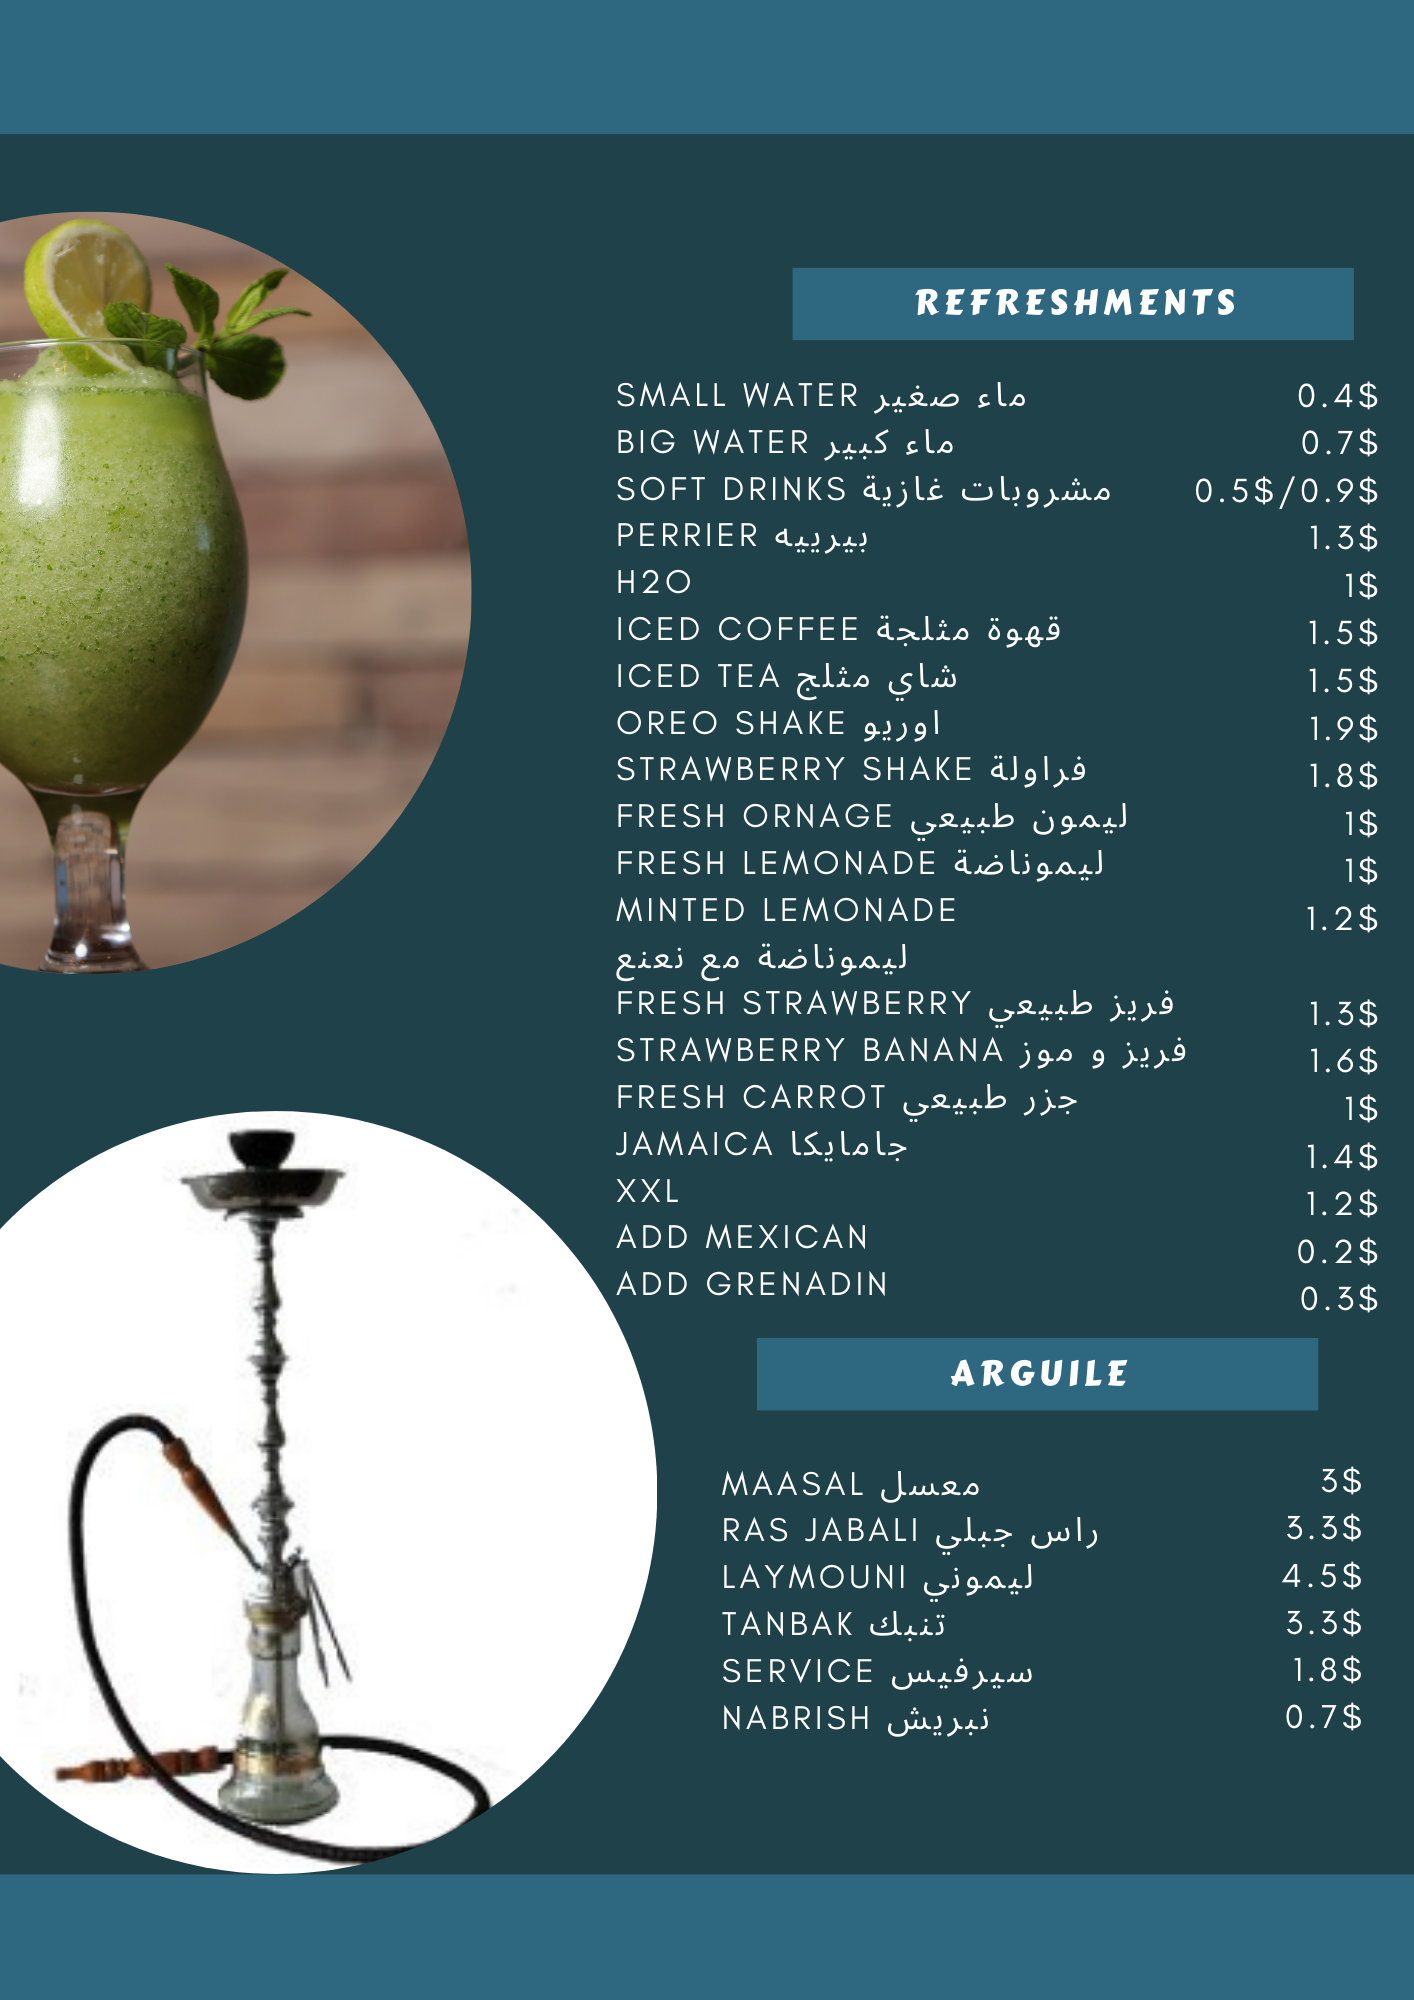 REFRESHMENTS
SMALL WATER ماء صغير 0.4$
BIG WATER ماء كبير 0.7$
SOFT DRINKS مشروبات غازية 0.5$/0.9$
PERRIER بيرييه 1.3$
H2O 1$
ICED COFFEE قهوة مثلجة 1.5$
ICED TEA شاي مثلج 1.5$
OREO SHAKE اوريو 1.9$
STRAWBERRY SHAKE فراولة 1.8$
FRESH ORNAGE ليمون طبيعي 1$
FRESH LEMONADE ليموناضة 1$
MINTED LEMONADE 1.2$
ليموناضة مع نعنع
FRESH STRAWBERRY فريز طبيعي 1.3$
STRAWBERRY BANANA فريز و موز 1.6$
FRESH CARROT جزر طبيعي 1$
JAMAICA جامايكا 1.4$
XXL 1.2$
ADD MEXICAN 0.2$
ADD GRENADIN 0.3$
ARGUILE
MAASAL معسل 3$
RAS JABALI راس جبلي 3.3$
LAYMOUNI ليموني 4.5$
TANBAK تنبك 3.3$
SERVICE سيرفيس 1.8$
NABRISH نبريش 0.7$